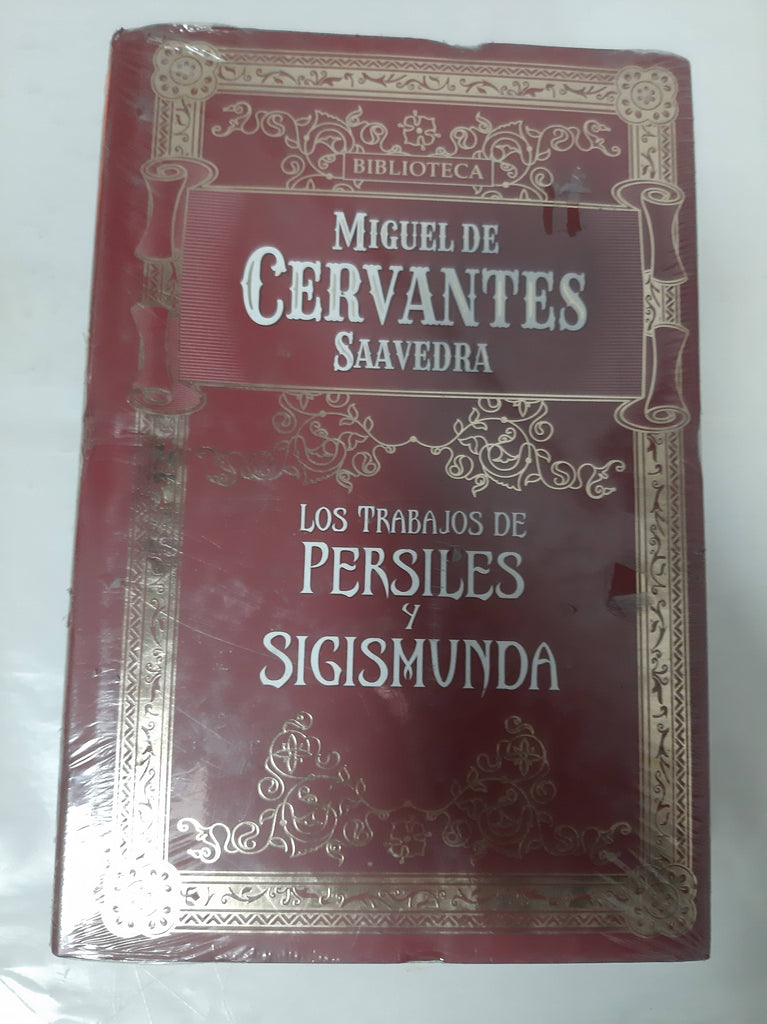 BIBLIOTECA
MIGUEL DE
CERVANTES
SAAVEDRA
LOS TRABAJOS DE
PERSILES
Y
SIGISMUNDA